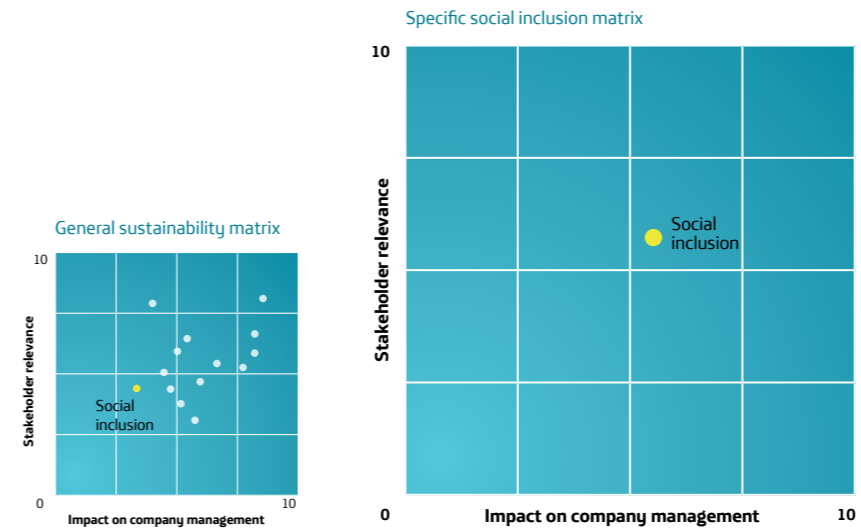 Specific social inclusion matrix
10
Stakeholder relevance
Social
inclusion
0
Impact on company management
10
General sustainability matrix
10
Stakeholder relevance
Social
inclusion
0
10
Impact on company management